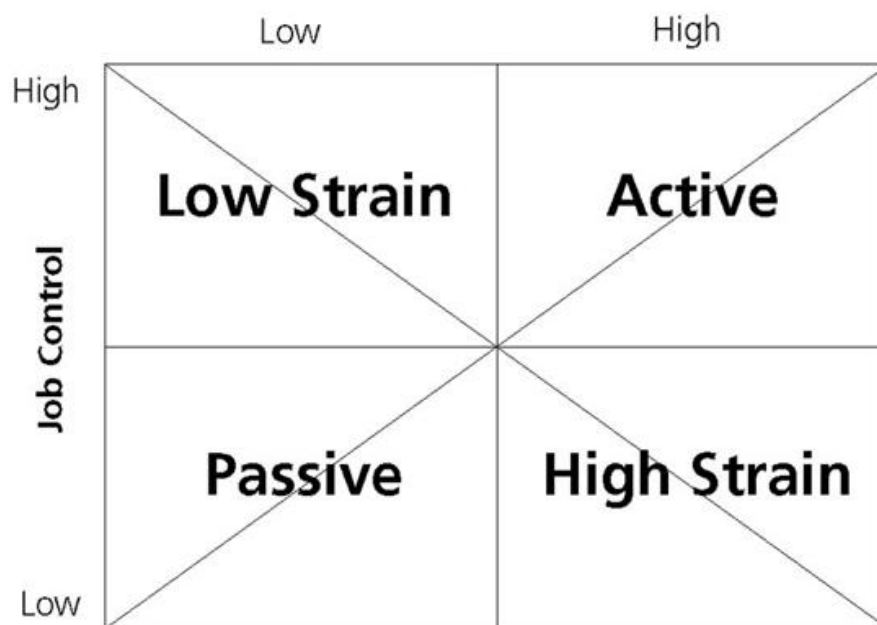 Low High
High
Low Strain Active
Job Control
Passive High Strain
Low